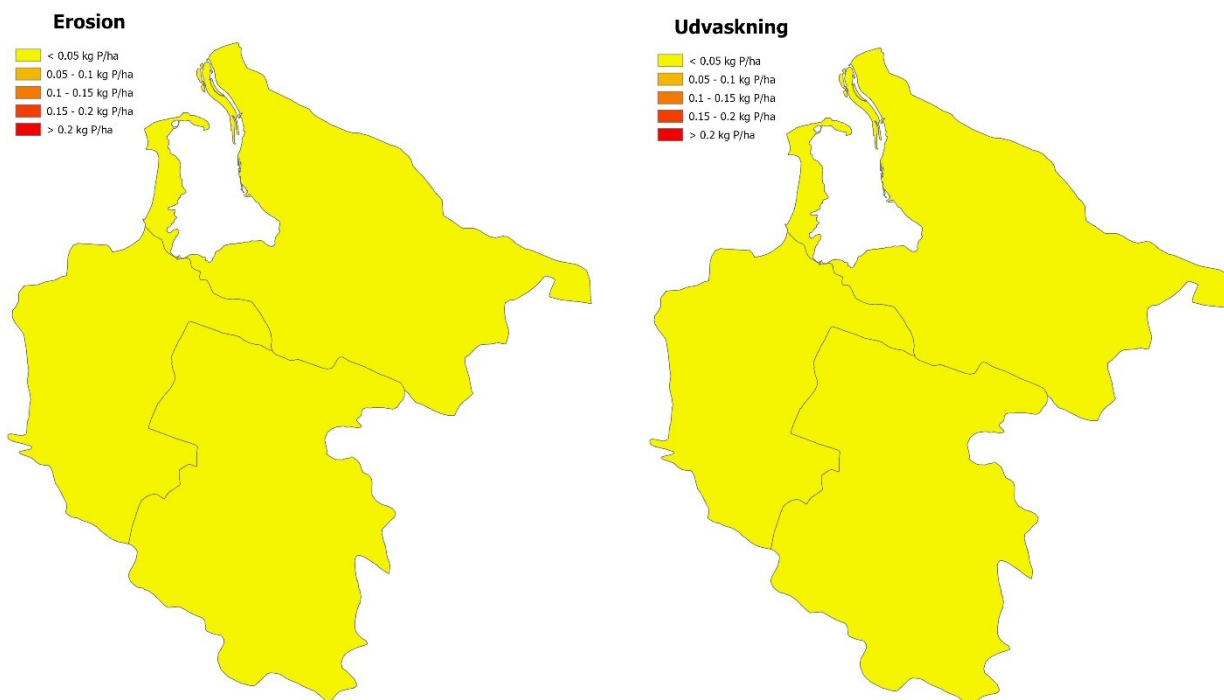 Erosion
< 0.05 kg P/ha
0.05 - 0.1 kg P/ha
0.1 - 0.15 kg P/ha
0.15 - 0.2 kg P/ha
> 0.2 kg P/ha
Udvaskning
< 0.05 kg P/ha
0.05 - 0.1 kg P/ha
0.1 - 0.15 kg P/ha
0.15 - 0.2 kg P/ha
> 0.2 kg P/ha